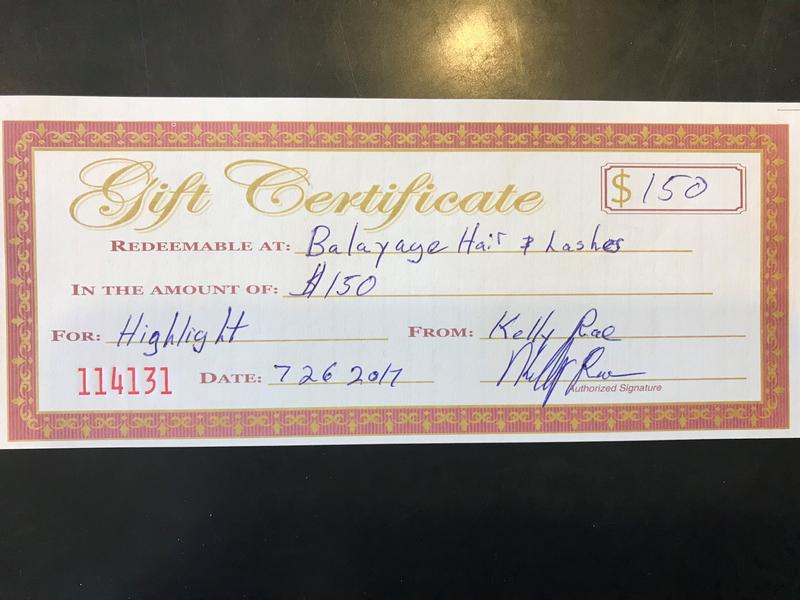 Gift Certificate $ 150
REDEEMABLE AT: Balayage Hair & Lashes
IN THE AMOUNT OF: $150
FOR: Highlight FROM: Kelly Rae
114131 DATE: 7 26 2017
Authorized Signature